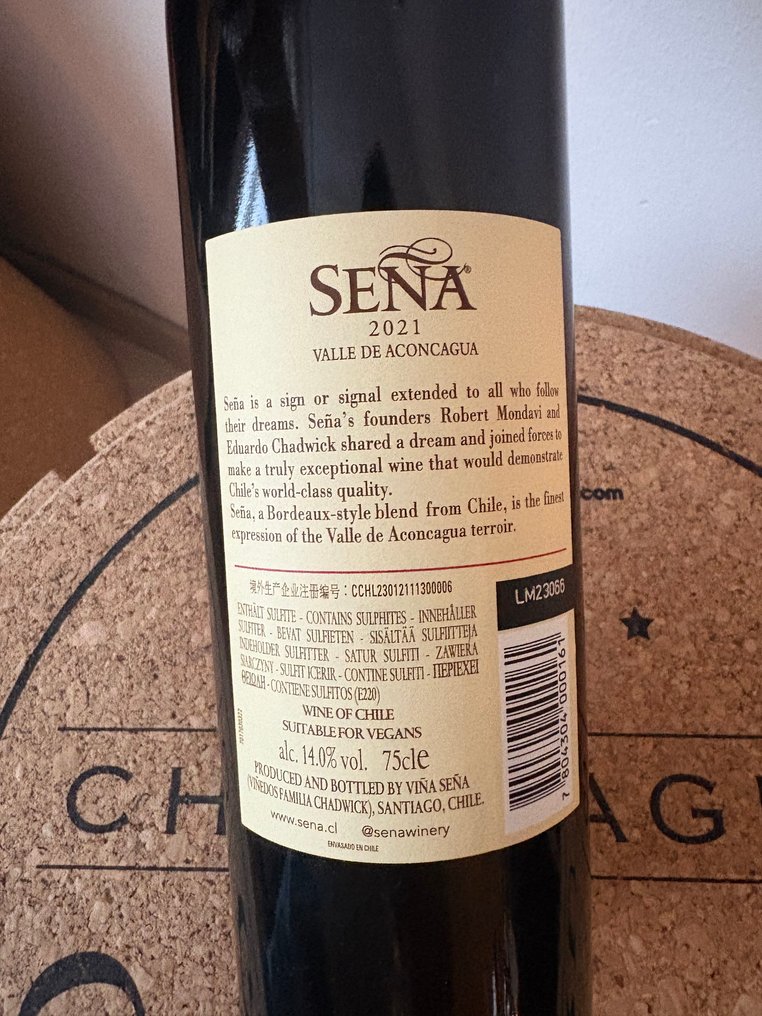 SEÑA®
2021
VALLE DE ACONCAGUA
Seña is a sign or signal extended to all who follow
their dreams. Seña's founders Robert Mondavi and
Eduardo Chadwick shared a dream and joined forces to
make a truly exceptional wine that would demonstrate
Chile's world-class quality.
Seña, a Bordeaux-style blend from Chile, is the finest
expression of the Valle de Aconcagua terroir.
境外生产企业注册编号：CCHL23012111300006
ENTHÄLT SULFITE - CONTAINS SULPHITES - INNEHÅLLER
SULFITER - BEVAT SULFIETEN - SISÄLTÄÄ SULFIITTEJA
INDEHOLDER SULFITTER - SATUR SULFITI - ZAWIERA
SIARCZYNY - SULFIT ICERIR - CONTINE SULFITI - ΠΕΡΙΕΧΕΙ
ΘΕΙΩΔΗ - CONTIENE SULFITOS (E220)
WINE OF CHILE
SUITABLE FOR VEGANS
alc. 14.0% vol. 75cle
PRODUCED AND BOTTLED BY VIÑA SEÑA
(VIÑEDOS FAMILIA CHADWICK), SANTIAGO, CHILE.
www.sena.cl @senawinery
ENVASADO EN CHILE
LM23066
7 804304 000161
com
CH AG